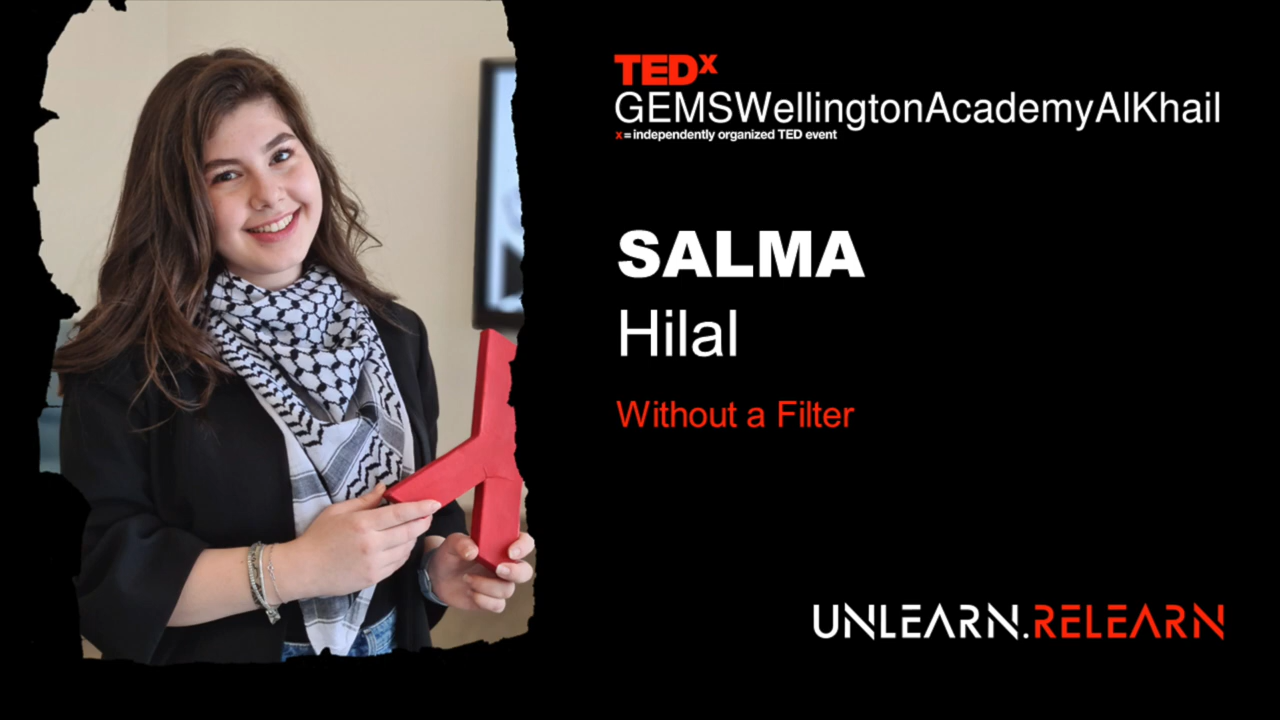 TEDx
GEMSWellingtonAcademyAlKhail
x = independently organized TED event
SALMA
Hilal
Without a Filter
UNLEARN.RELEARN